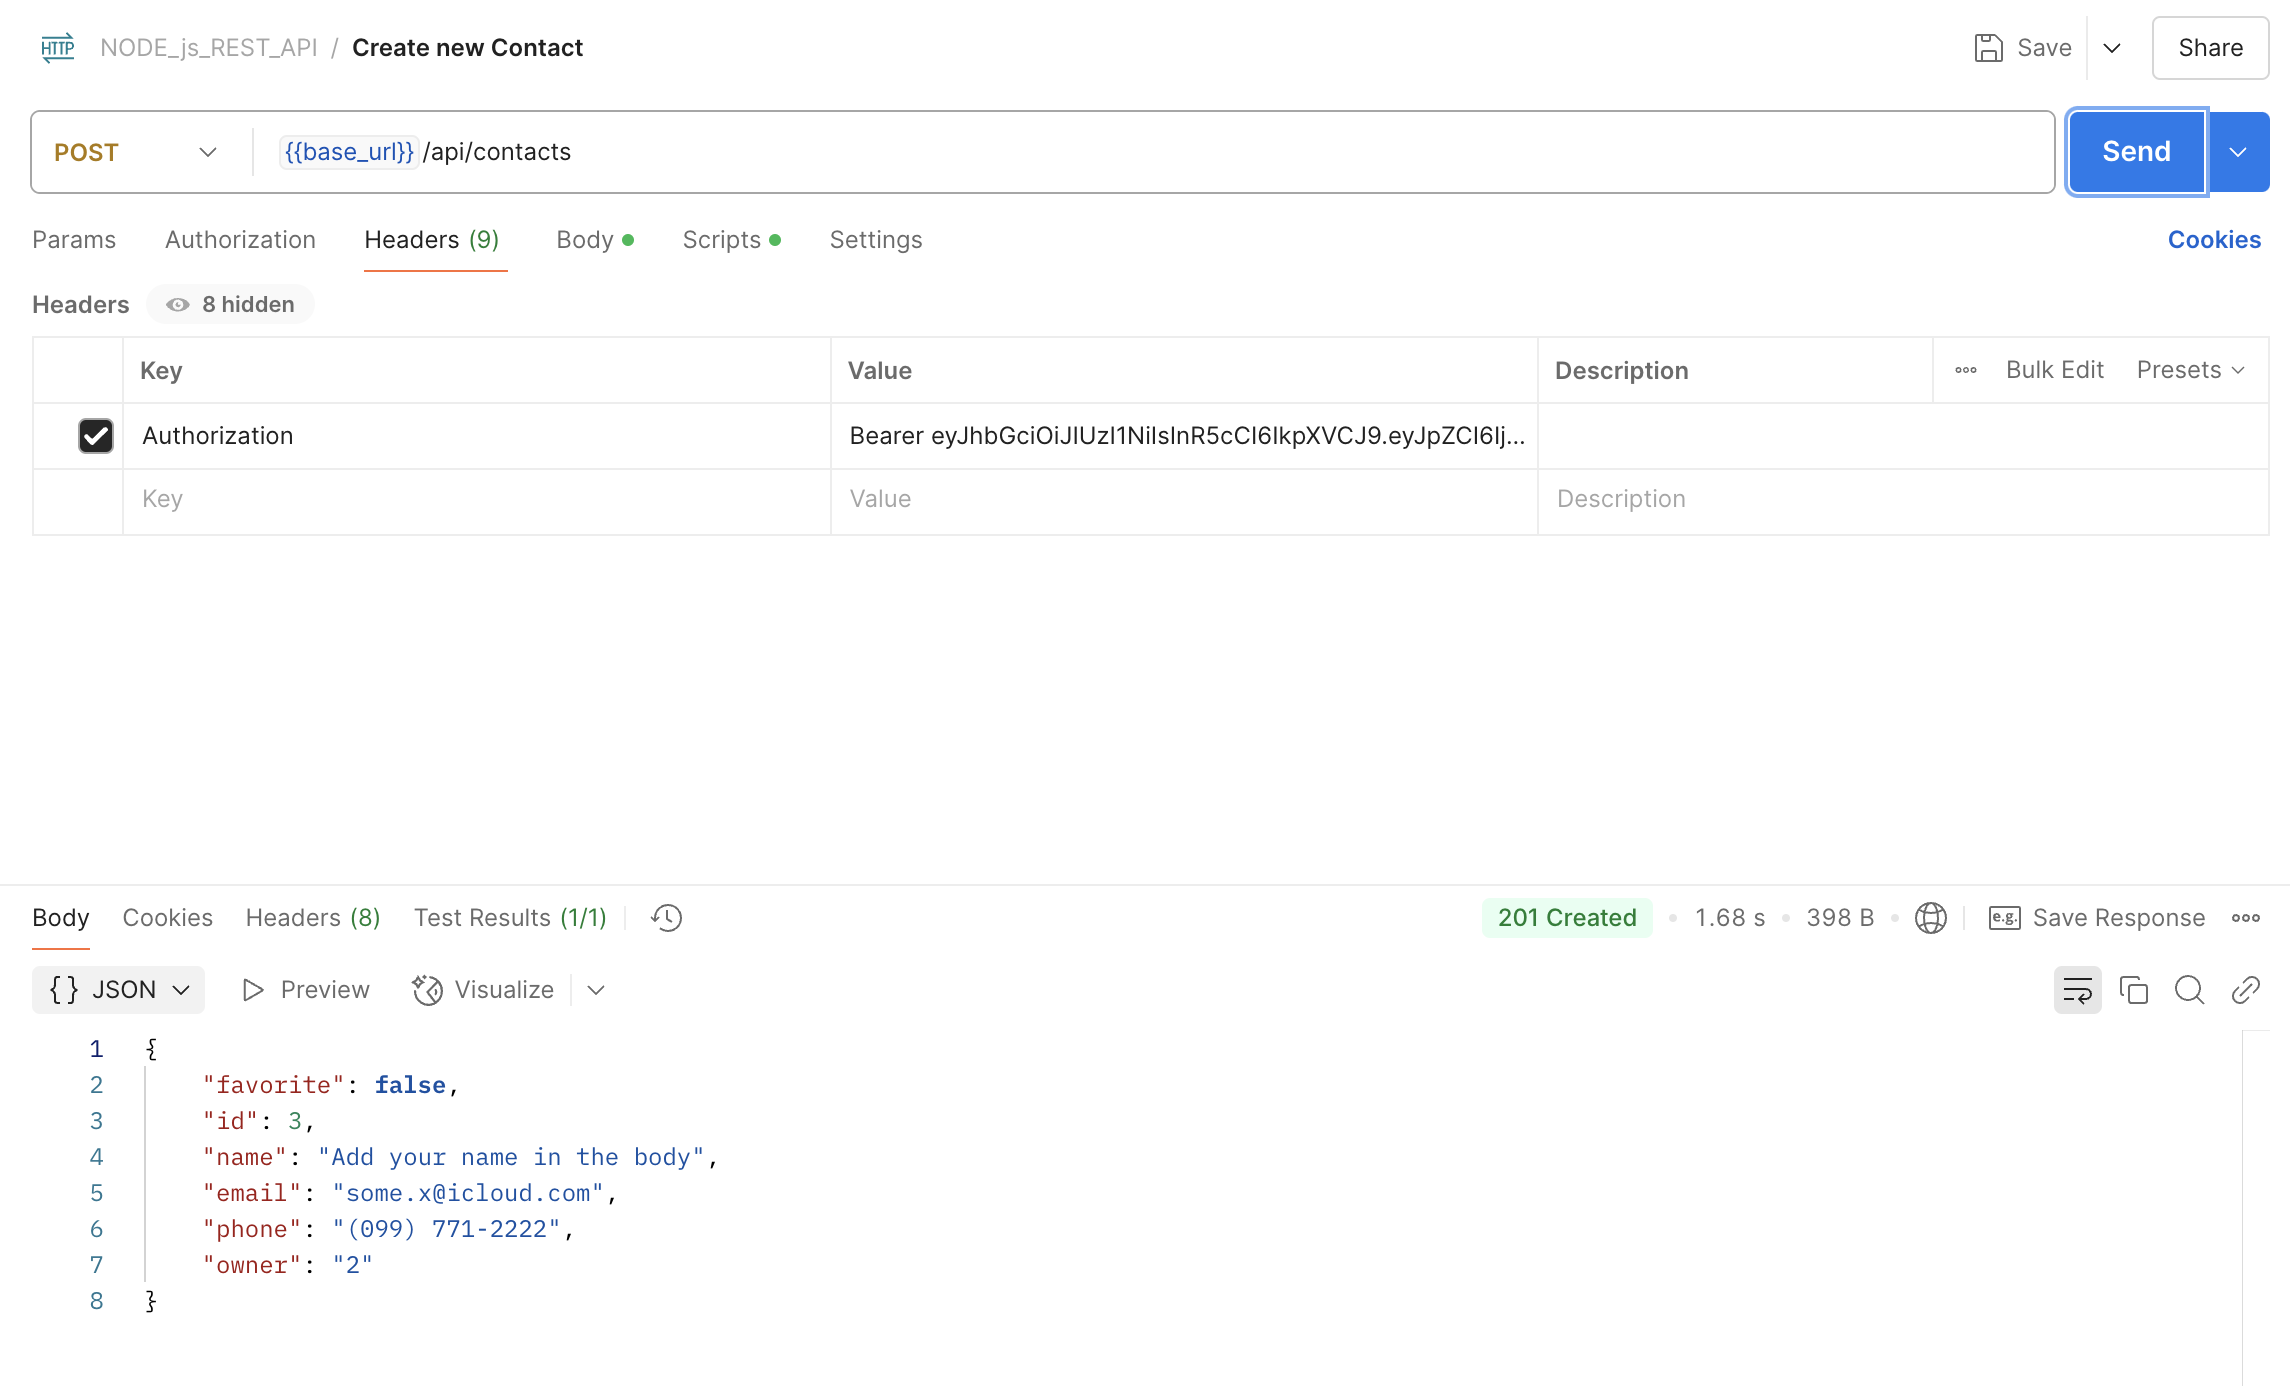 HTTP NODE_js_REST_API / Create new Contact Save Share
POST {{base_url}}/api/contacts Send
Params Authorization Headers (9) Body Scripts Settings Cookies
Headers 8 hidden
Key Value Description Bulk Edit Presets
Authorization Bearer eyJhbGciOiJIUzI1NiIsInR5cCI6IkpXVCJ9.eyJpZCI6Ij...
Key Value Description
Body Cookies Headers (8) Test Results (1/1) 201 Created • 1.68 s • 398 B • e.g. Save Response
{} JSON Preview Visualize
1 {
2 "favorite": false,
3 "id": 3,
4 "name": "Add your name in the body",
5 "email": "some.x@icloud.com",
6 "phone": "(099) 771-2222",
7 "owner": "2"
8 }